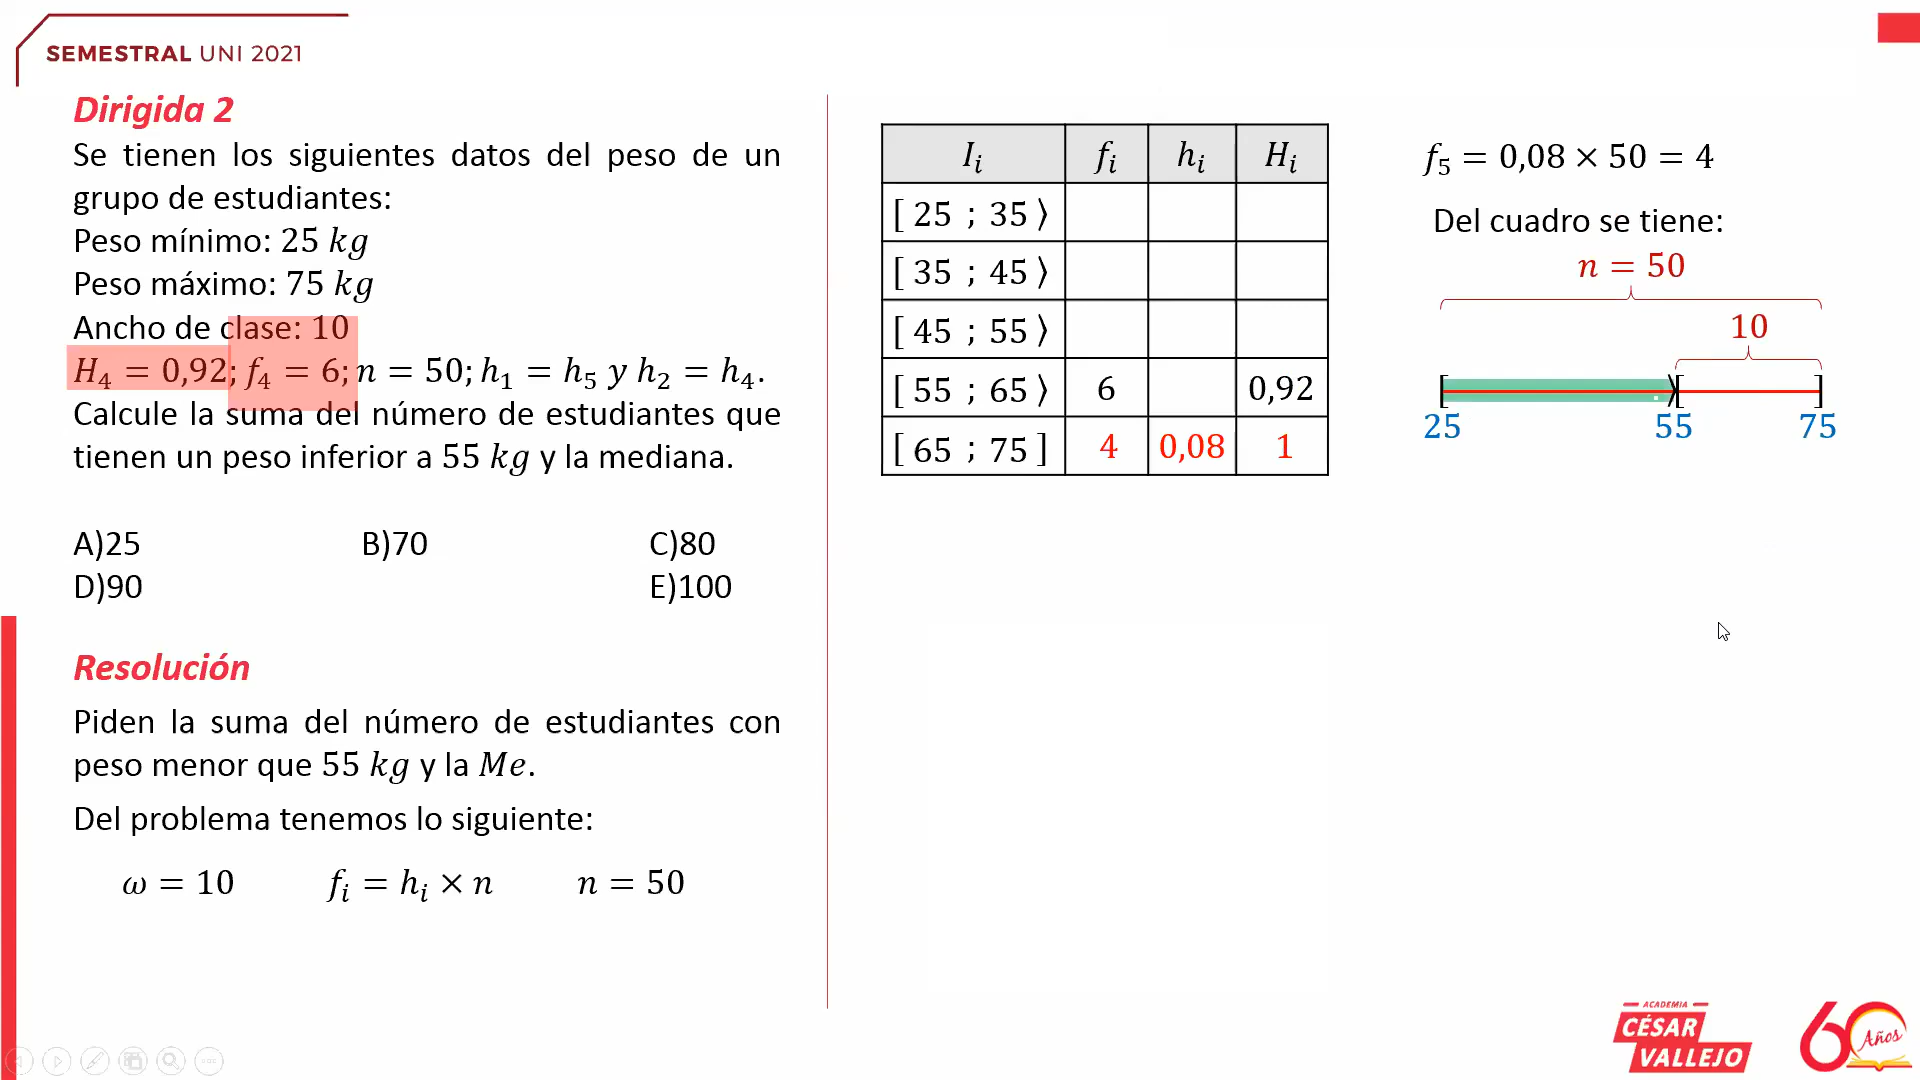 SEMESTRAL UNI 2021
Dirigida 2
Se tienen los siguientes datos del peso de un
grupo de estudiantes:
Peso mínimo: 25 kg
Peso máximo: 75 kg
Ancho de clase: 10
H₄ = 0,92; f₄ = 6; n = 50; h₁ = h₅ y h₂ = h₄.
Calcule la suma del número de estudiantes que
tienen un peso inferior a 55 kg y la mediana.
A)25 B)70 C)80
D)90 E)100
Resolución
Piden la suma del número de estudiantes con
peso menor que 55 kg y la Me.
Del problema tenemos lo siguiente:
ω = 10 fᵢ = hᵢ × n n = 50
Iᵢ fᵢ hᵢ Hᵢ
[ 25 ; 35 ⟩
[ 35 ; 45 ⟩
[ 45 ; 55 ⟩
[ 55 ; 65 ⟩ 6 0,92
[ 65 ; 75 ] 4 0,08 1
f₅ = 0,08 × 50 = 4
Del cuadro se tiene:
n = 50
10
25 55 75
ACADEMIA
CÉSAR
VALLEJO
60 Años